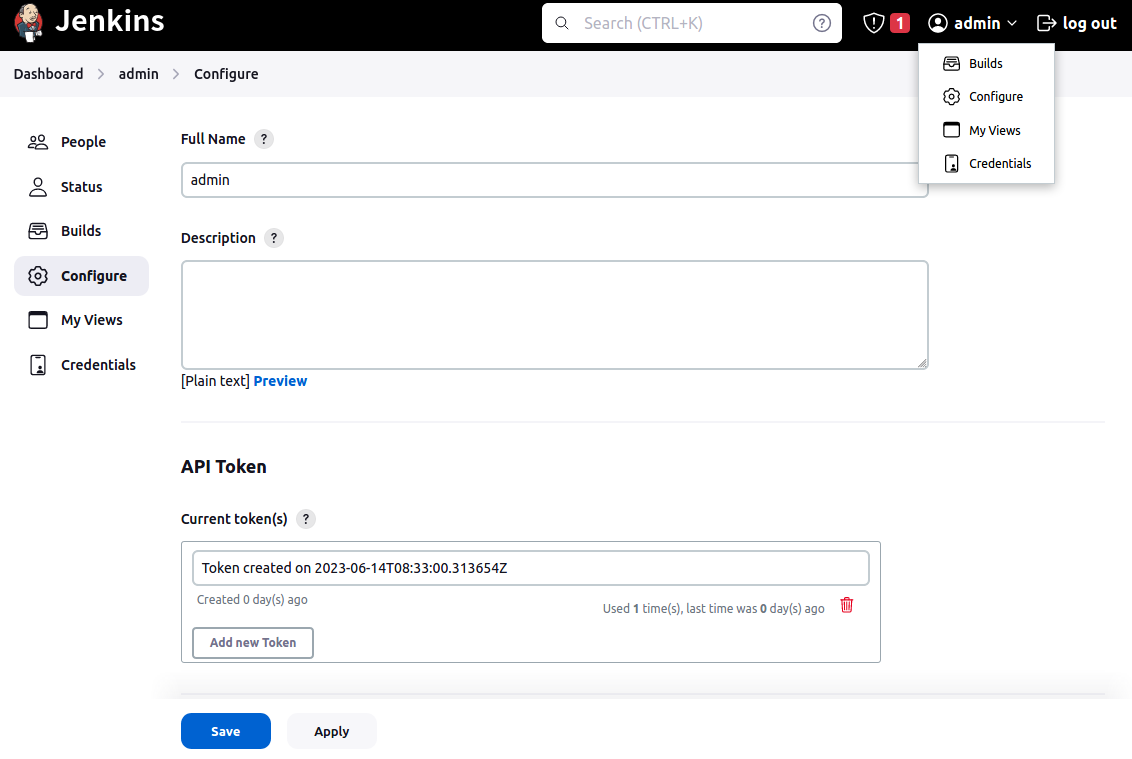 Jenkins
Search (CTRL+K)
?
1
admin
log out
Dashboard
admin
Configure
Builds
Configure
My Views
Credentials
People
Status
Builds
Configure
My Views
Credentials
Full Name ?
admin
Description ?
[Plain text] Preview
API Token
Current token(s) ?
Token created on 2023-06-14T08:33:00.313654Z
Created 0 day(s) ago
Used 1 time(s), last time was 0 day(s) ago
Add new Token
Save
Apply